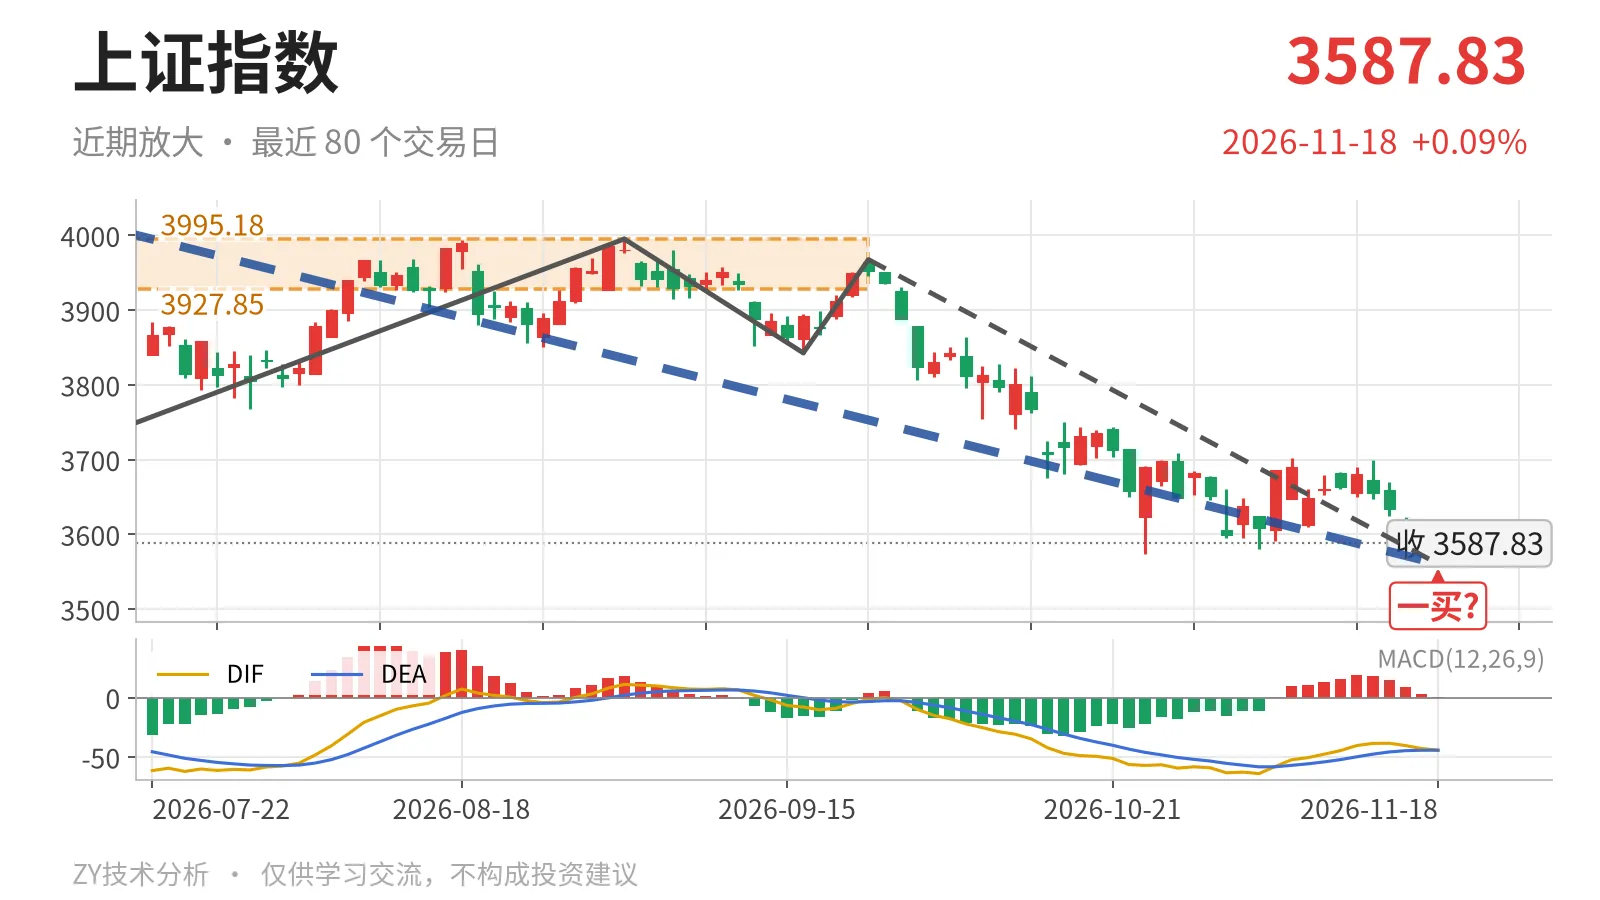 上证指数
3587.83
近期放大 · 最近 80 个交易日
2026-11-18 +0.09%
3995.18
4000
3927.85
3900
3800
3700
3600
收 3587.83
3500
一买?
DIF
DEA
MACD(12,26,9)
0
-50
2026-07-22
2026-08-18
2026-09-15
2026-10-21
2026-11-18
ZY技术分析 · 仅供学习交流，不构成投资建议